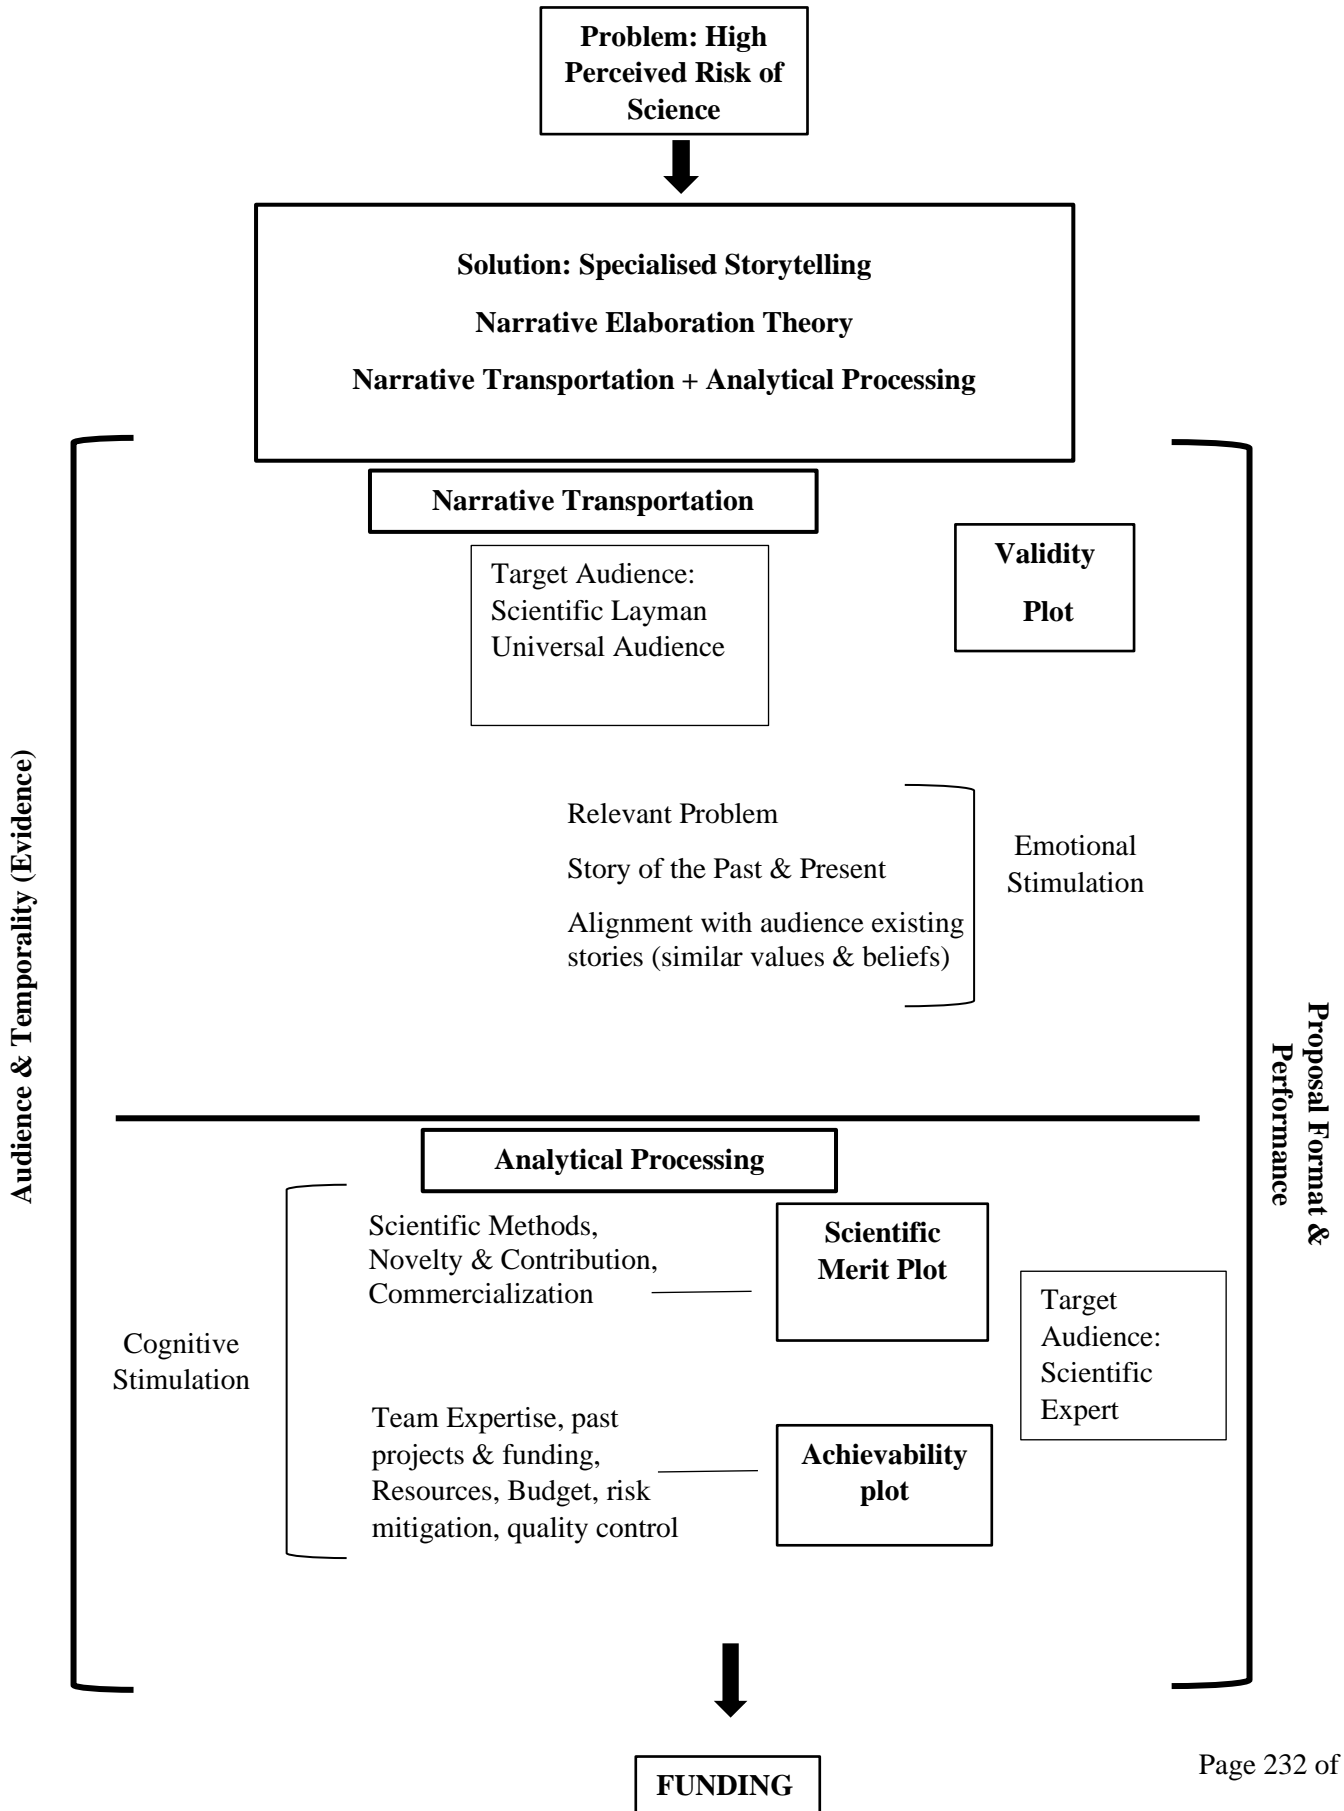 Problem: High
Perceived Risk of
Science
Solution: Specialised Storytelling
Narrative Elaboration Theory
Narrative Transportation + Analytical Processing
Narrative Transportation
Target Audience:
Scientific Layman
Universal Audience
Validity
Plot
Relevant Problem
Story of the Past & Present
Alignment with audience existing
stories (similar values & beliefs)
Emotional
Stimulation
Audience & Temporality (Evidence)
Proposal Format &
Performance
Analytical Processing
Scientific Methods,
Novelty & Contribution,
Commercialization
Scientific
Merit Plot
Target
Audience:
Scientific
Expert
Cognitive
Stimulation
Team Expertise, past
projects & funding,
Resources, Budget, risk
mitigation, quality control
Achievability
plot
FUNDING
Page 232 of